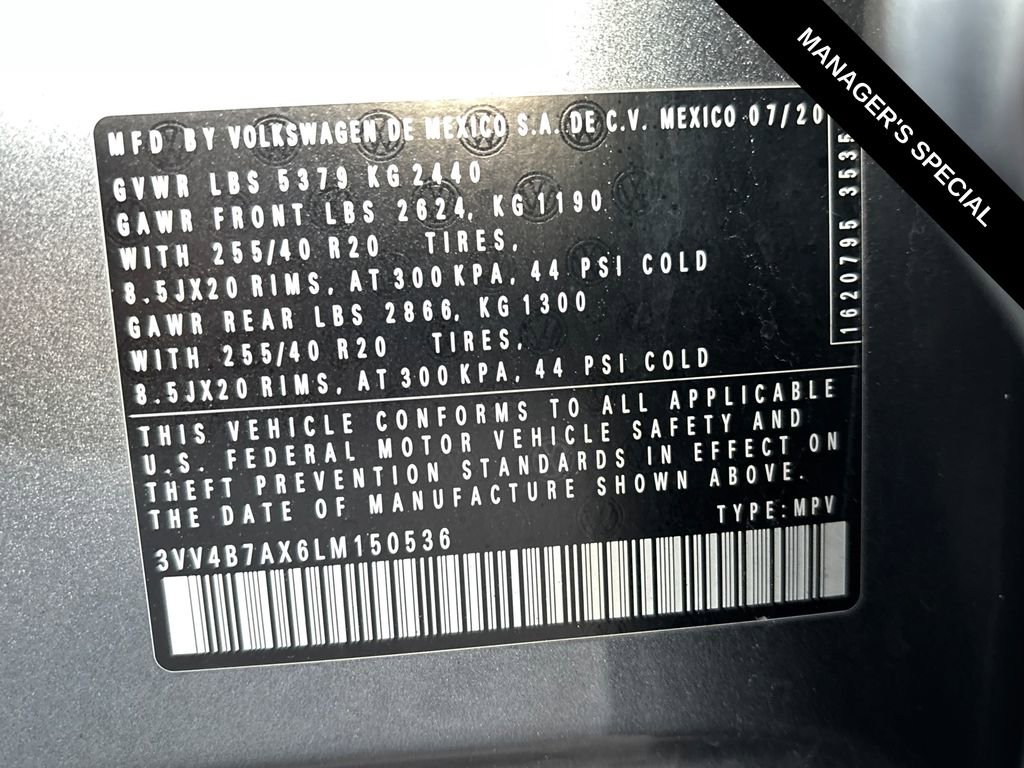 MANAGER'S SPECIAL
MFD BY VOLKSWAGEN DE MEXICO S.A. DE C.V. MEXICO 07/20
GVWR LBS 5379 KG 2440
GAWR FRONT LBS 2624, KG 1190
WITH 255/40 R20 TIRES,
8.5JX20 RIMS, AT 300 KPA, 44 PSI COLD
GAWR REAR LBS 2866, KG 1300
WITH 255/40 R20 TIRES,
8.5JX20 RIMS, AT 300 KPA, 44 PSI COLD
1620795 3535
THIS VEHICLE CONFORMS TO ALL APPLICABLE
U.S. FEDERAL MOTOR VEHICLE SAFETY AND
THEFT PREVENTION STANDARDS IN EFFECT ON
THE DATE OF MANUFACTURE SHOWN ABOVE.
TYPE:MPV
3VV4B7AX6LM150536